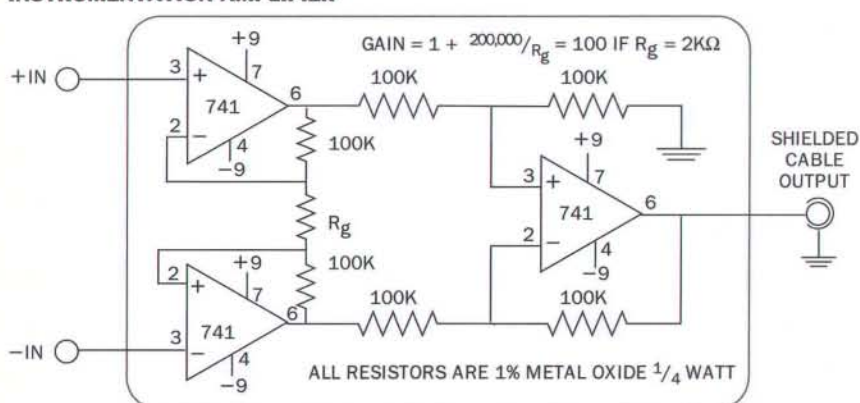 INSTRUMENTATION AMPLIFIER
GAIN = 1 + 200,000/Rg = 100 IF Rg = 2KΩ
+9
+IN
3
+
7
741
6
2
−
4
−9
100K
100K
100K
Rg
100K
+9
3
+
7
741
6
2
−
4
−9
SHIELDED
CABLE
OUTPUT
+9
2
+
7
741
6
−IN
3
−
4
−9
100K
100K
ALL RESISTORS ARE 1% METAL OXIDE 1/4 WATT